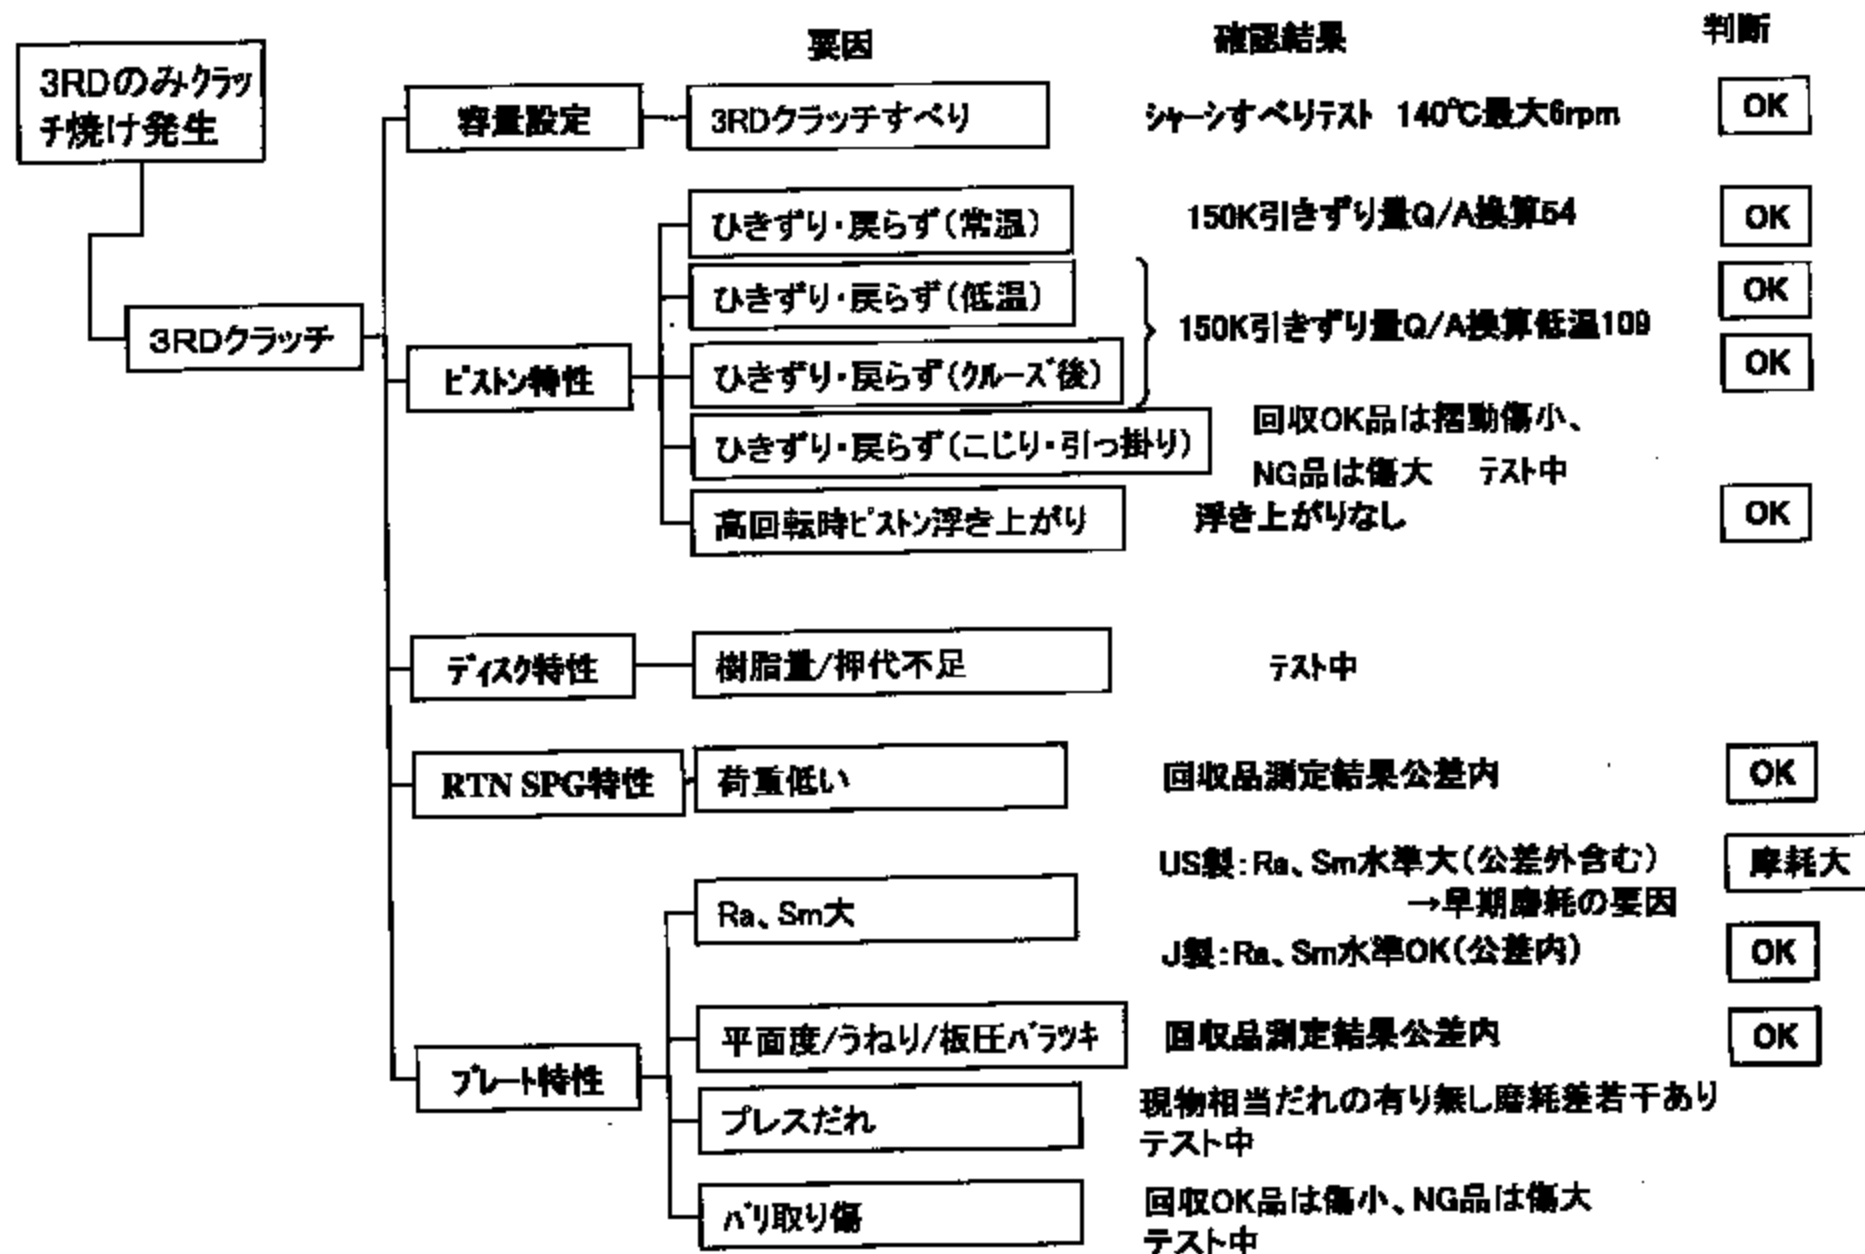 要因
確認結果
判断
3RDのみクラッ
チ焼け発生
容量設定
3RDクラッチすべり
シャーシすべりテスト 140℃最大6rpm
OK
3RDクラッチ
ピストン特性
ひきずり・戻らず(常温)
150K引きずり量Q/A換算54
OK
ひきずり・戻らず(低温)
OK
150K引きずり量Q/A換算低温109
ひきずり・戻らず(クルーズ後)
OK
ひきずり・戻らず(こじり・引っ掛り)
回収OK品は摺動傷小、
NG品は傷大 テスト中
高回転時ピストン浮き上がり
浮き上がりなし
OK
ディスク特性
樹脂量/押代不足
テスト中
RTN SPG特性
荷重低い
回収品測定結果公差内
OK
プレート特性
Ra、Sm大
US製:Ra、Sm水準大(公差外含む)
→早期磨耗の要因
摩耗大
J製:Ra、Sm水準OK(公差内)
OK
平面度/うねり/板圧バラツキ
回収品測定結果公差内
OK
プレスだれ
現物相当だれの有り無し磨耗差若干あり
テスト中
バリ取り傷
回収OK品は傷小、NG品は傷大
テスト中